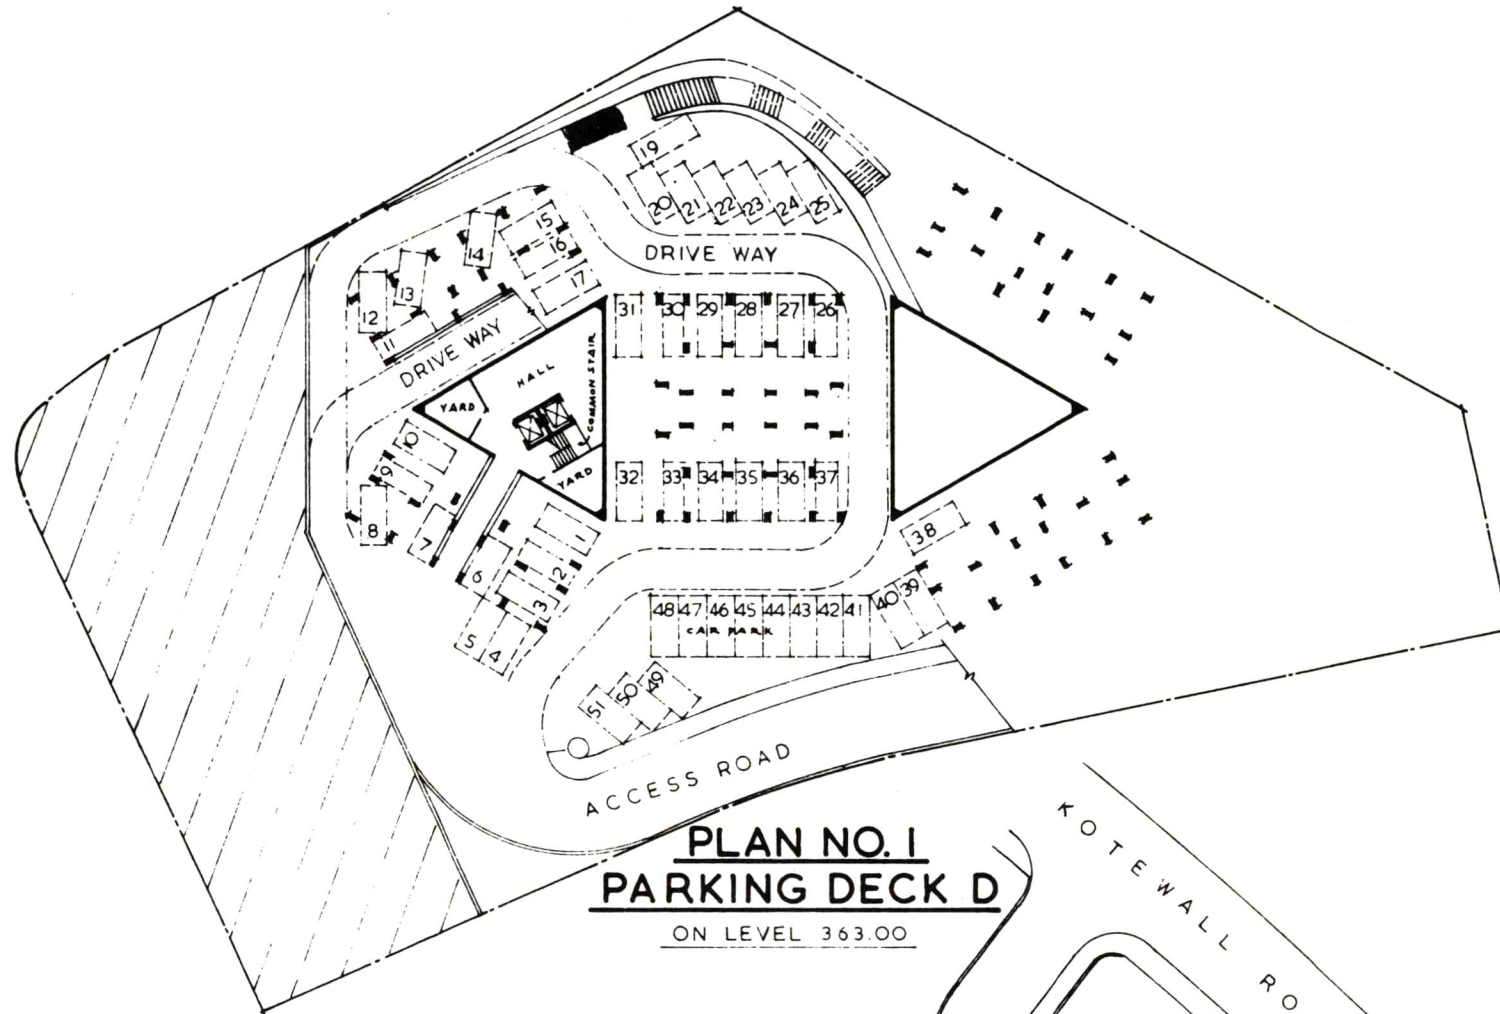 19
20 21 22 23 24 25
15
14
16
DRIVE WAY
17
13
12
31 30 29 28 27 26
11
DRIVE WAY
HALL
COMMON STAIR
YARD
10
9
YARD
32 33 34 35 36 37
8
7
6
1
2
3
5 4
38
39
40
48 47 46 45 44 43 42 41
CAR PARK
49
50
51
ACCESS ROAD
PLAN NO. 1
PARKING DECK D
ON LEVEL 363.00
KOTEWALL RO